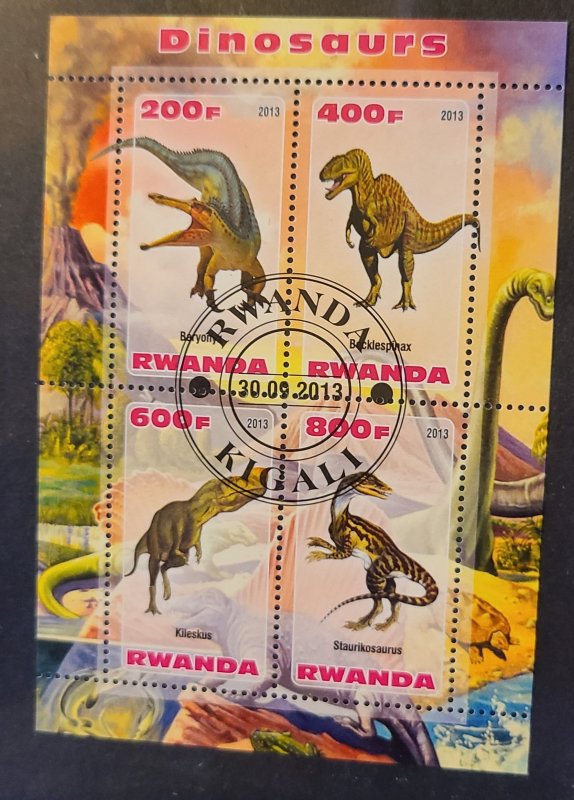 Dinosaurs
200F 2013
400F 2013
Becklespinax
RWANDA
RWANDA
RWANDA
30.09.2013
KIGALI
600F 2013
800F 2013
Kileskus
Staurikosaurus
RWANDA
RWANDA